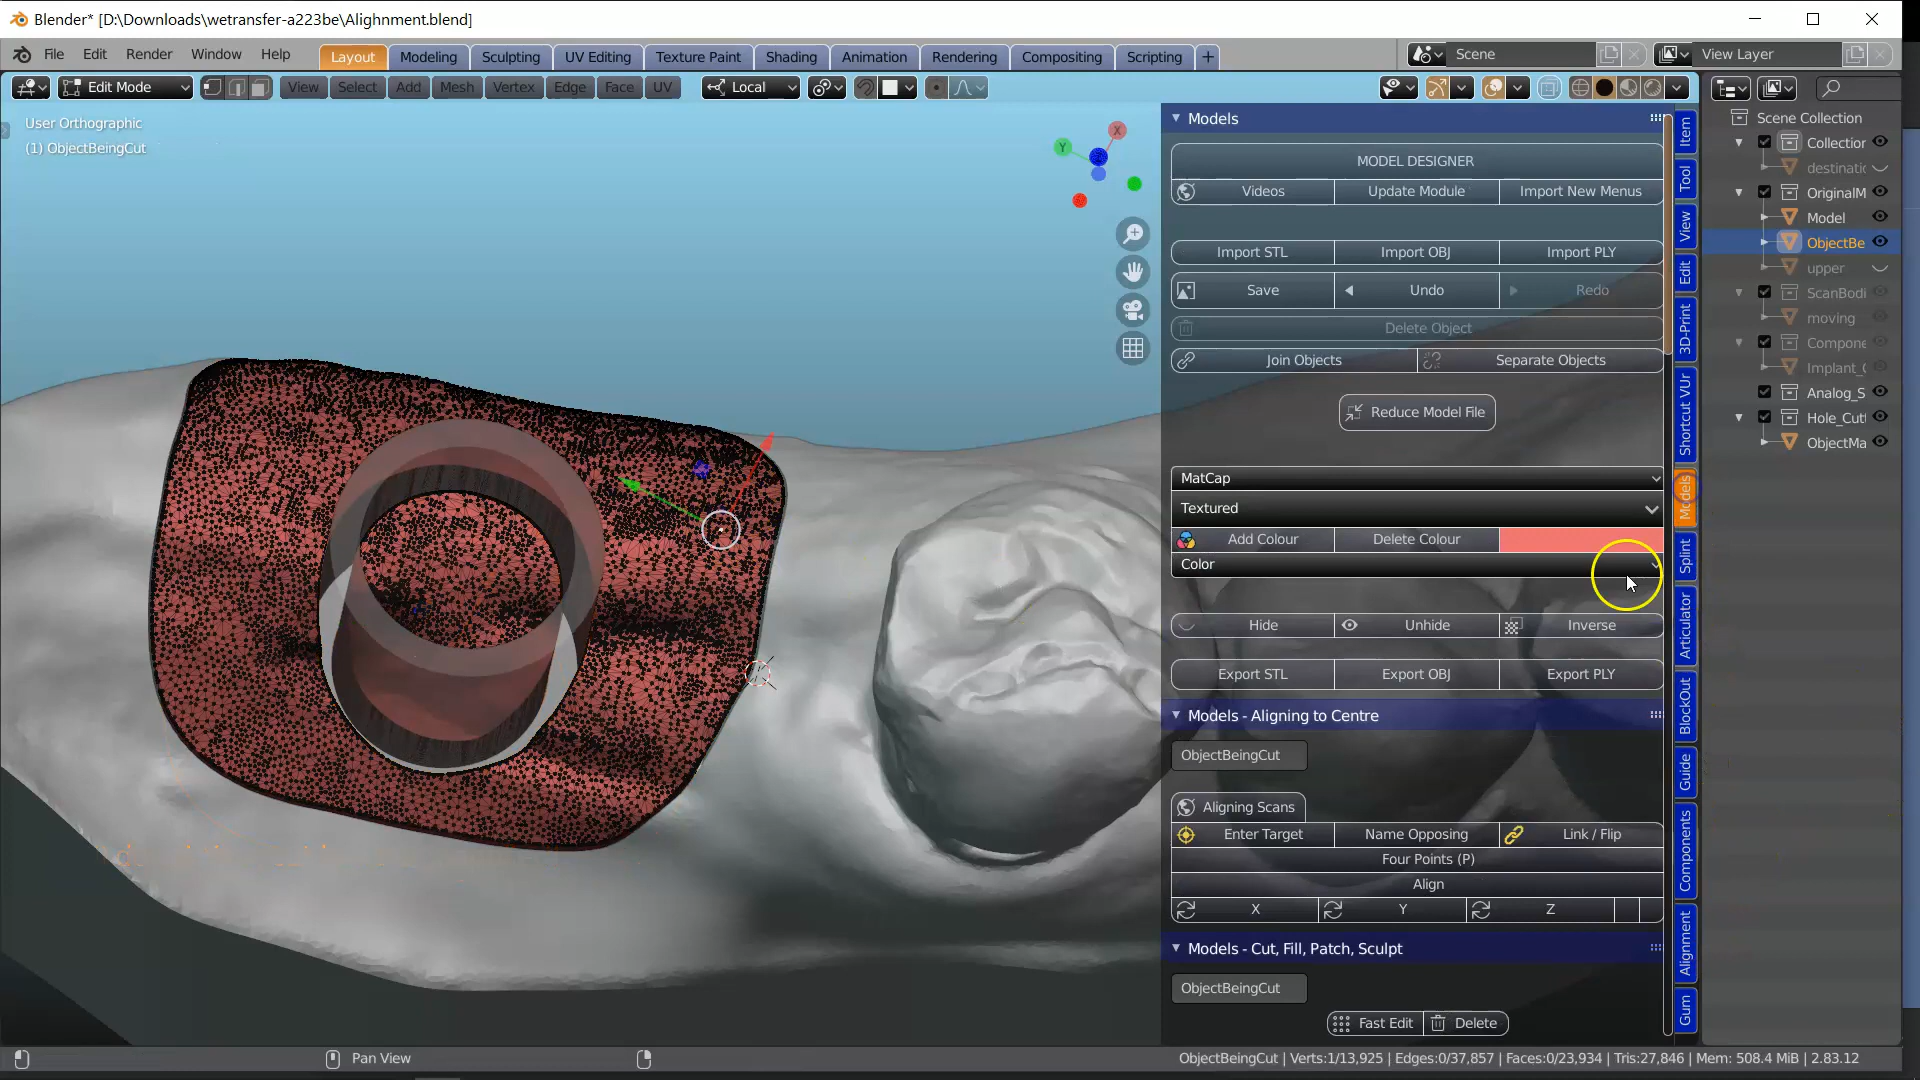 Blender* [D:\Downloads\wetransfer-a223be\Alighnment.blend]
File Edit Render Window Help Layout Modeling Sculpting UV Editing Texture Paint Shading Animation Rendering Compositing Scripting + Scene View Layer
Edit Mode View Select Add Mesh Vertex Edge Face UV Local
User Orthographic
(1) ObjectBeingCut
X
Y
Models
MODEL DESIGNER
Videos Update Module Import New Menus
Import STL Import OBJ Import PLY
Save Undo Redo
Delete Object
Join Objects Separate Objects
Reduce Model File
MatCap
Textured
Add Colour Delete Colour
Color
Hide Unhide Inverse
Export STL Export OBJ Export PLY
Models - Aligning to Centre
ObjectBeingCut
Aligning Scans
Enter Target Name Opposing Link / Flip
Four Points (P)
Align
X Y Z
Models - Cut, Fill, Patch, Sculpt
ObjectBeingCut
Fast Edit Delete
Item
Tool
View
Edit
3D-Print
Shortcut VUr
Models
Splint
Articulator
BlockOut
Guide
Components
Alignment
Gum
Scene Collection
Collection
destinatic
OriginalM
Model
ObjectBe
upper
ScanBodi
moving
Compone
Implant_
Analog_S
Hole_Cut
ObjectMa
Pan View
ObjectBeingCut | Verts:1/13,925 | Edges:0/37,857 | Faces:0/23,934 | Tris:27,846 | Mem: 508.4 MiB | 2.83.12